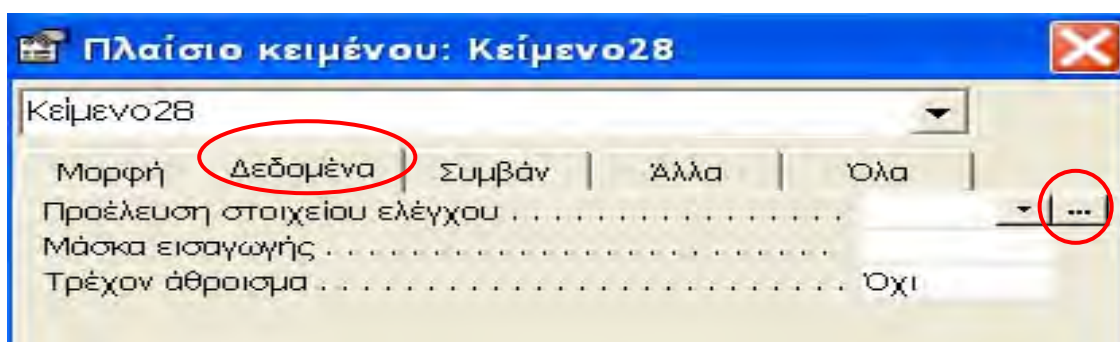 Πλαίσιο κειμένου: Κείμενο28
Κείμενο28
Μορφή Δεδομένα Συμβάν Άλλα Όλα
Προέλευση στοιχείου ελέγχου . . . . . . . . . . . . . . . . . ...
Μάσκα εισαγωγής . . . . . . . . . . . . . . . . . . . . . . . . .
Τρέχον άθροισμα . . . . . . . . . . . . . . . . . . . . . . . . . Όχι